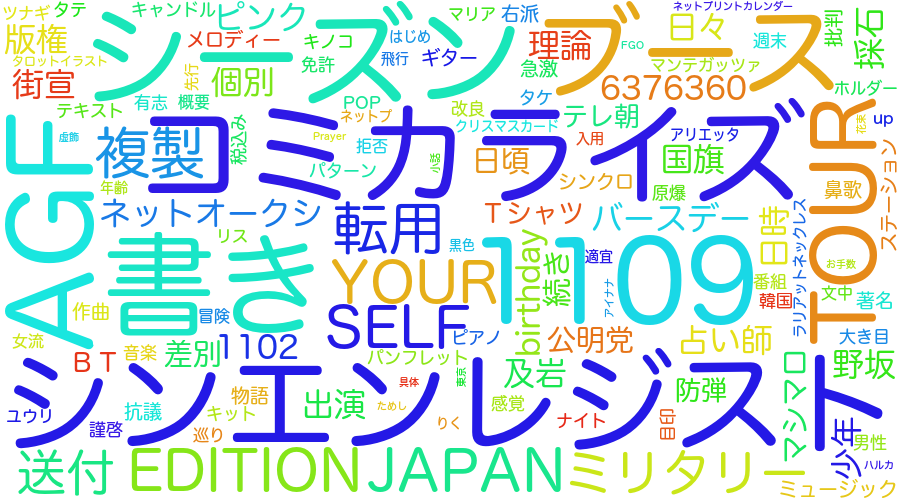 ツナギ タテ キャンドル ピンク マリア 右派 ネットプリントカレンダー
版権 メロディー キノコ はじめ 理論 日々 批判 採石
タロットイラスト 免許 飛行 ギター FGO 週末
シーズン ブース
街宣 先行 個別 急激 マンテガッツァ
テキスト 有志 概要 POP 改良 タケ 6376360 ホルダー
虚飾 税込み Prayer ネットブ クリスマスカード テレ朝 アリエッタ 花束 up
複製 コミカライズ
拒否 小話 日頃 入用 国旗
年齢 パターン シンクロ 原爆 鼻歌
AGF ネットオークシ 転用 バースデー ラリアットネックレス ステーション
リス 黒色 birthday 続き 適宜 日時 TOUR
書き 1109
YOUR アイナナ 番組 お手数
作曲 冒険 SELF 韓国 文中 著名
女流 1102 ピアノ 公明党 占い師 大き目
BT 音楽 差別 パンフレット 及岩 野坂
東京 具体 防弾 マシマロ
シンエンレジスト
ユウリ 抗議 キット 物語 出演 ためし 感覚
謹啓 巡り りく ナイト 目印 少年 男性
送付 EDITION JAPAN ミリタリー ハルカ
ミュージック
Tシャツ